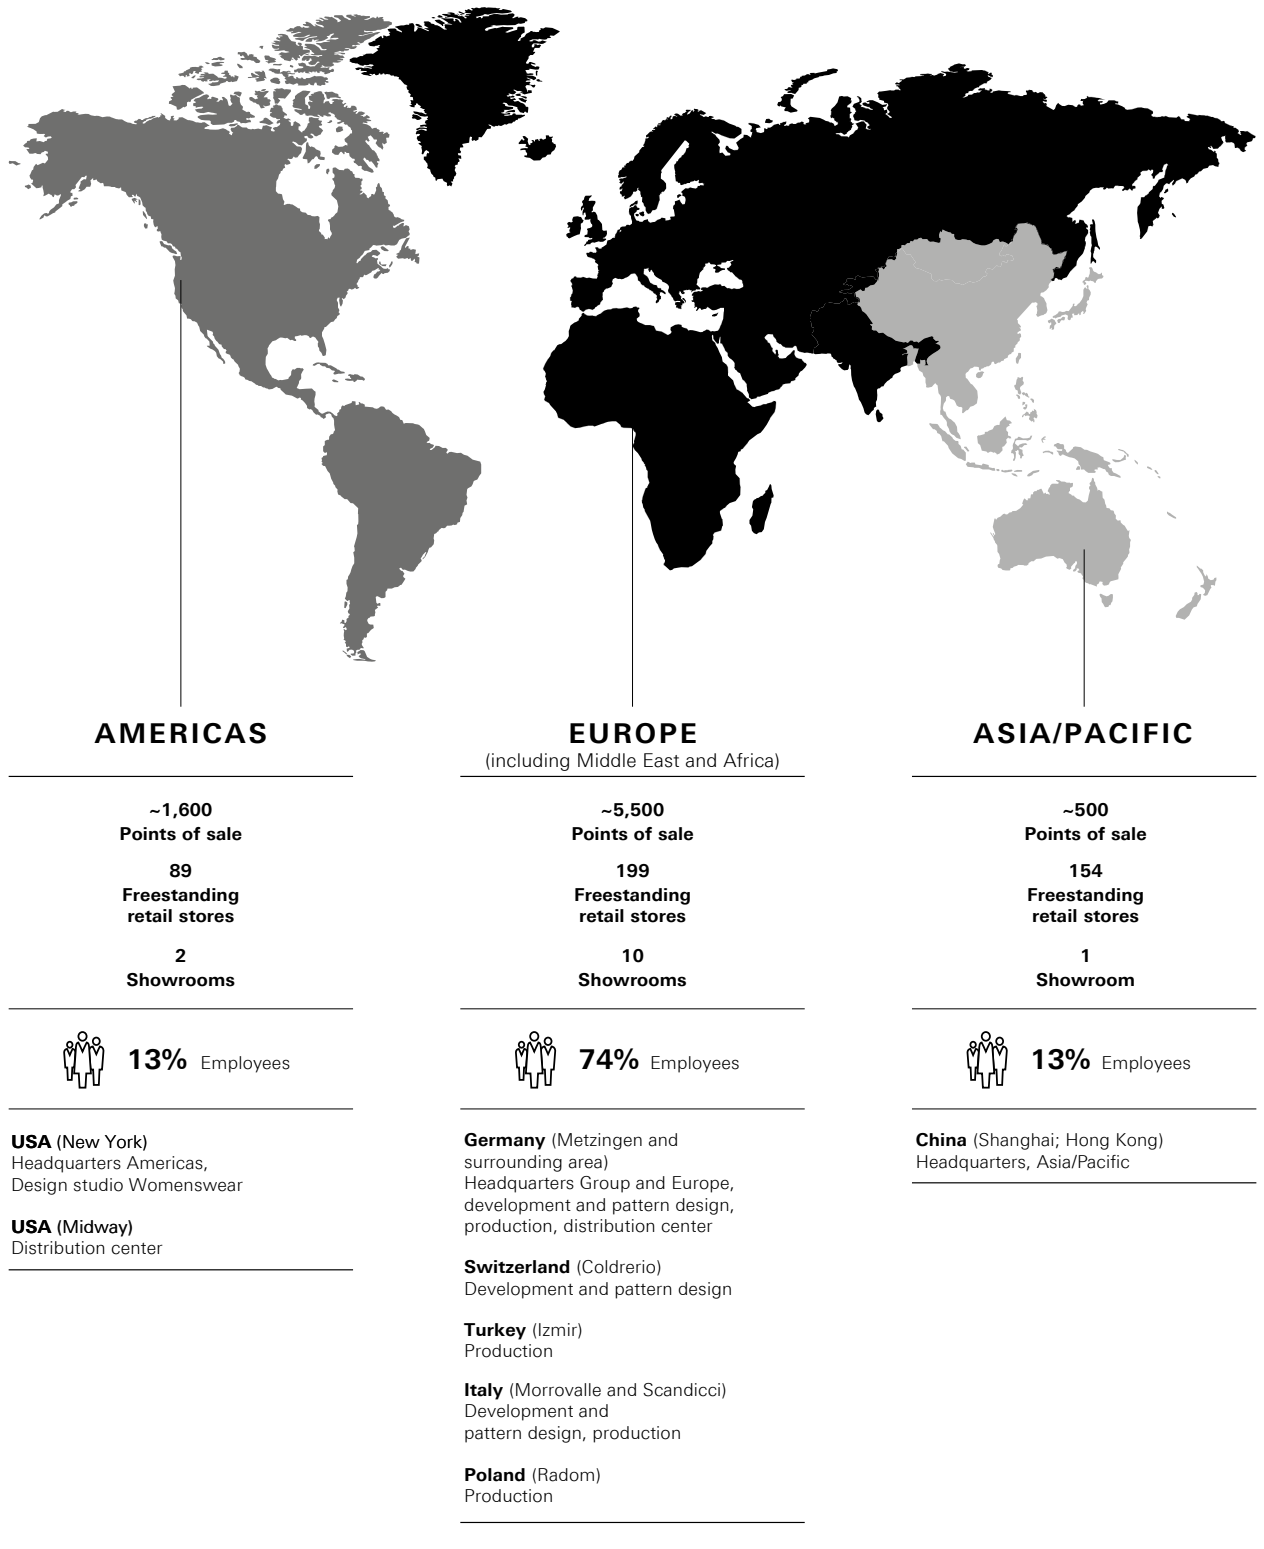 AMERICAS
~1,600
Points of sale
89
Freestanding
retail stores
2
Showrooms
13% Employees
USA (New York)
Headquarters Americas,
Design studio Womenswear
USA (Midway)
Distribution center
EUROPE
(including Middle East and Africa)
~5,500
Points of sale
199
Freestanding
retail stores
10
Showrooms
74% Employees
Germany (Metzingen and
surrounding area)
Headquarters Group and Europe,
development and pattern design,
production, distribution center
Switzerland (Coldrerio)
Development and pattern design
Turkey (Izmir)
Production
Italy (Morrovalle and Scandicci)
Development and
pattern design, production
Poland (Radom)
Production
ASIA/PACIFIC
~500
Points of sale
154
Freestanding
retail stores
1
Showroom
13% Employees
China (Shanghai; Hong Kong)
Headquarters, Asia/Pacific